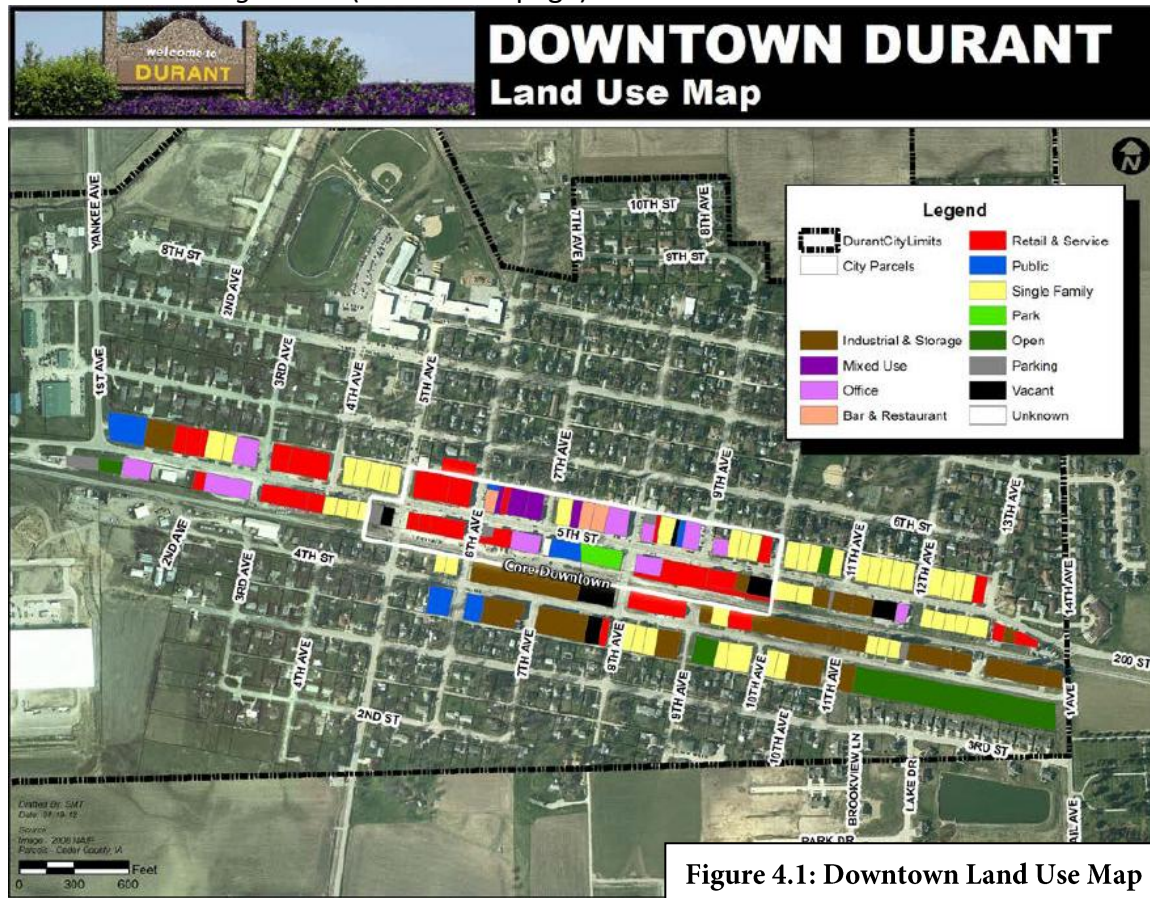 welcome to
DURANT
DOWNTOWN DURANT
Land Use Map
N
YANKEE AVE
10TH ST
7TH AVE
8TH AVE
9TH ST
8TH ST
2ND AVE
Legend
DurantCityLimits
City Parcels
Industrial & Storage
Mixed Use
Office
Bar & Restaurant
Retail & Service
Public
Single Family
Park
Open
Parking
Vacant
Unknown
1ST AVE
3RD AVE
4TH AVE
5TH AVE
7TH AVE
9TH AVE
6TH AVE
5TH ST
11TH AVE
6TH ST
12TH AVE
13TH AVE
14TH AVE
2ND AVE
3RD AVE
4TH ST
Core Downtown
4TH AVE
7TH AVE
8TH AVE
9TH AVE
10TH AVE
11TH AVE
200 ST
2ND ST
10TH AVE
3RD ST
BROOKVIEW LN
LAKE DR
PARK DR
Drafted By: SMT
Source
Feet
0 300 600
Figure 4.1: Downtown Land Use Map